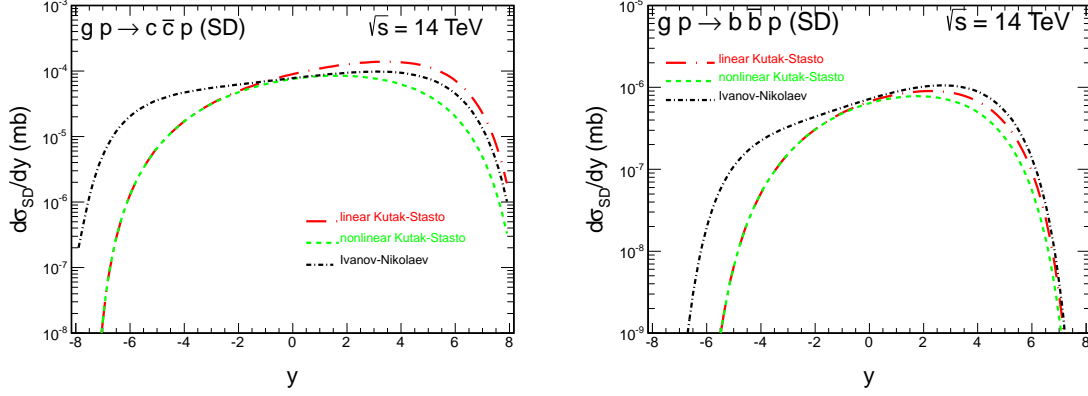 g p → c c̄ p (SD)
√s = 14 TeV
dσ_SD/dy (mb)
10^-4
10^-5
10^-6
10^-7
10^-8
linear Kutak-Stasto
nonlinear Kutak-Stasto
Ivanov-Nikolaev
-8 -6 -4 -2 0 2 4 6 8
y
g p → b b̄ p (SD)
√s = 14 TeV
dσ_SD/dy (mb)
10^-5
10^-6
10^-7
10^-8
10^-9
linear Kutak-Stasto
nonlinear Kutak-Stasto
Ivanov-Nikolaev
-8 -6 -4 -2 0 2 4 6 8
y